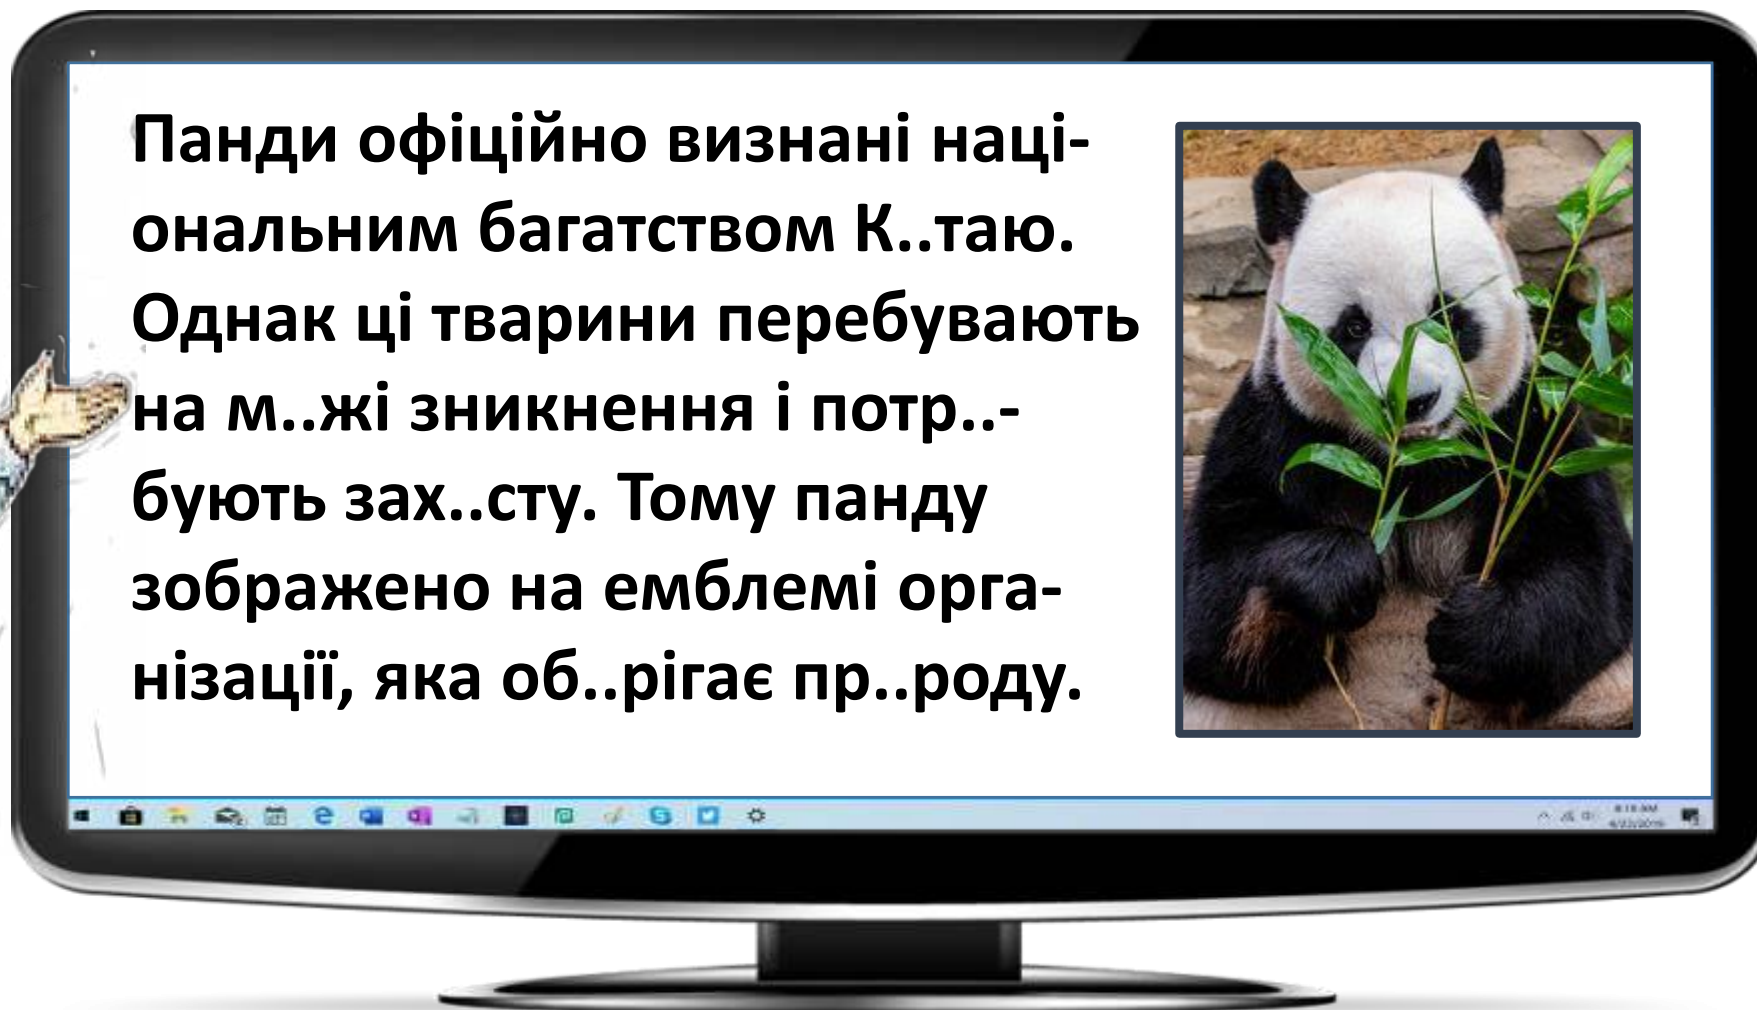 Панди офіційно визнані наці-
ональним багатством К..таю.
Однак ці тварини перебувають
на м..жі зникнення і потр..-
бують зах..сту. Тому панду
зображено на емблемі орга-
нізації, яка об..рігає пр..роду.